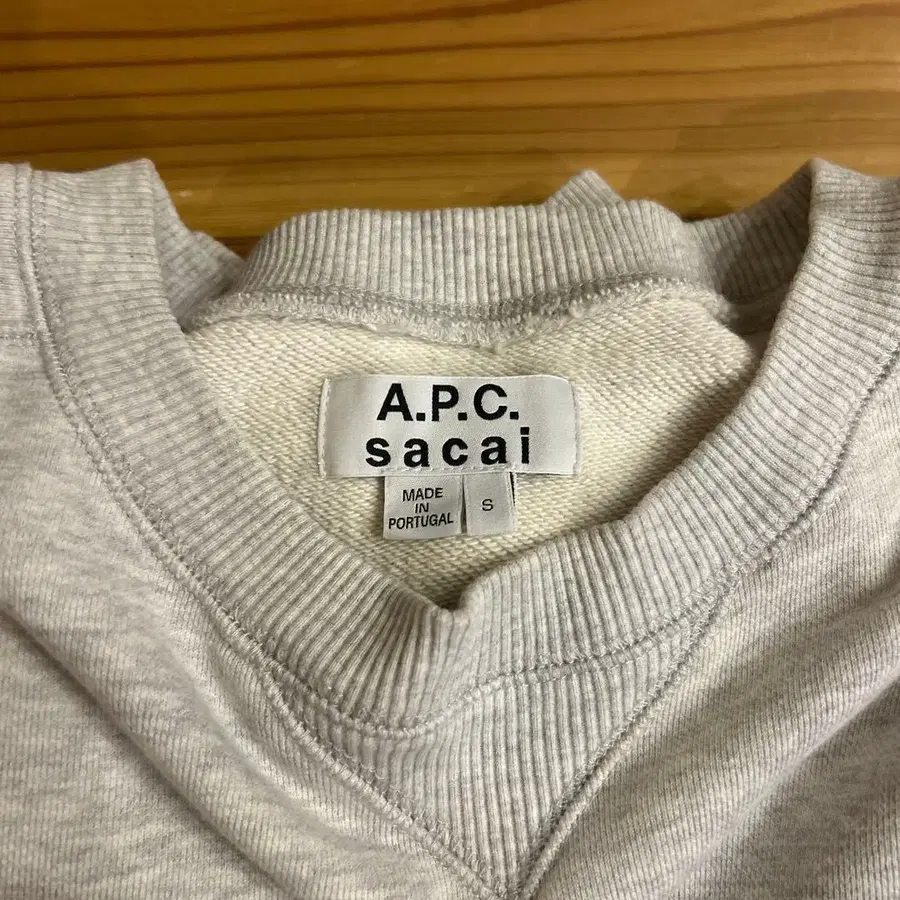 A.P.C.
sacai
MADE
IN
PORTUGAL
S